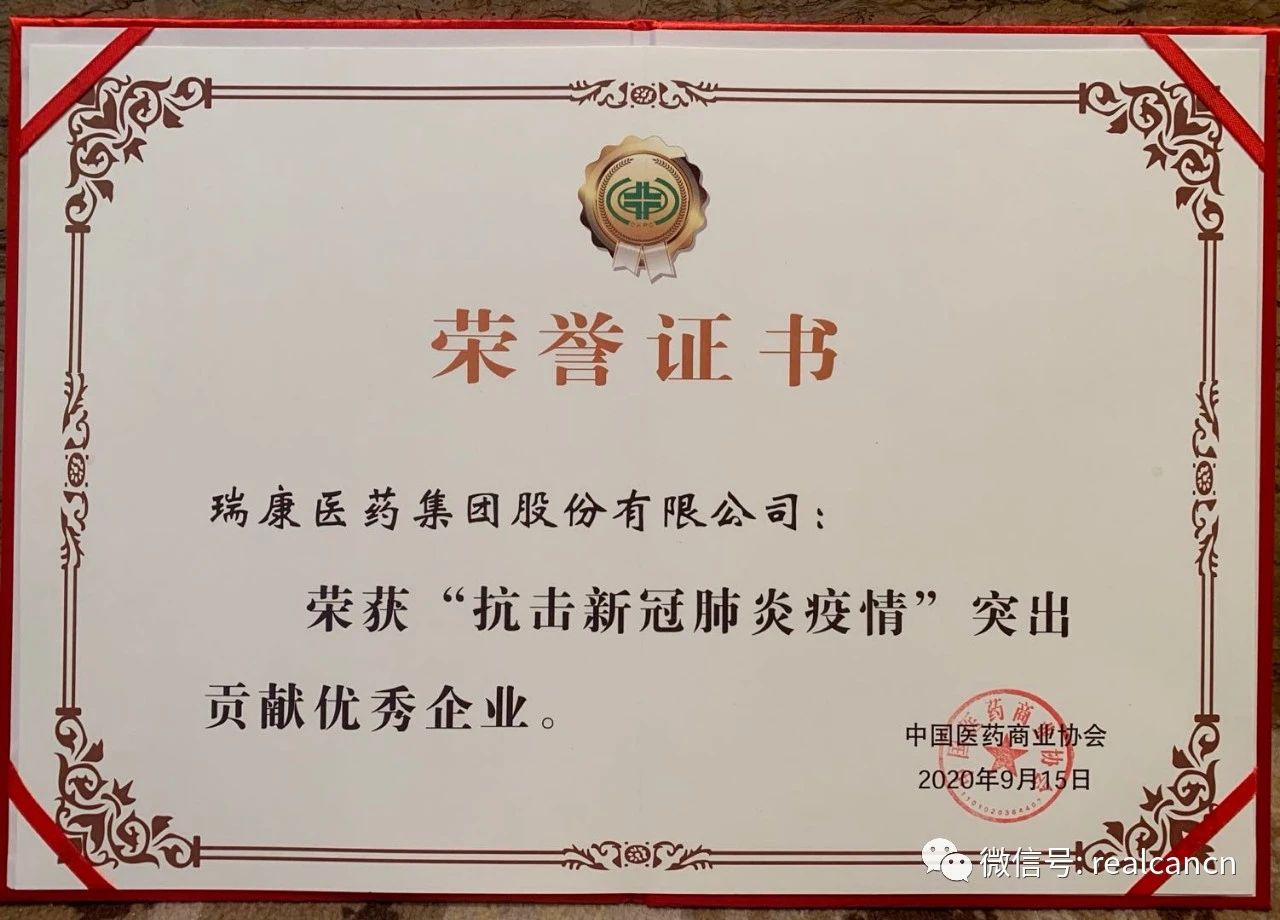 荣誉证书
瑞康医药集团股份有限公司：
荣获“抗击新冠肺炎疫情”突出
贡献优秀企业。
中国医药商业协会
2020年9月15日
微信号: realcancn